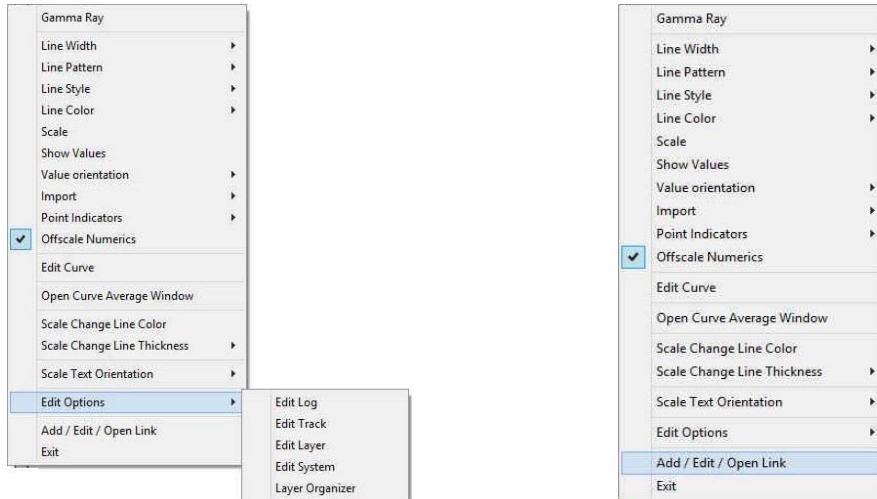 Gamma Ray
Line Width
Line Pattern
Line Style
Line Color
Scale
Show Values
Value orientation
Import
Point Indicators
Offscale Numerics
Edit Curve
Open Curve Average Window
Scale Change Line Color
Scale Change Line Thickness
Scale Text Orientation
Edit Options
Add / Edit / Open Link
Exit
Edit Log
Edit Track
Edit Layer
Edit System
Layer Organizer
Gamma Ray
Line Width
Line Pattern
Line Style
Line Color
Scale
Show Values
Value orientation
Import
Point Indicators
Offscale Numerics
Edit Curve
Open Curve Average Window
Scale Change Line Color
Scale Change Line Thickness
Scale Text Orientation
Edit Options
Add / Edit / Open Link
Exit